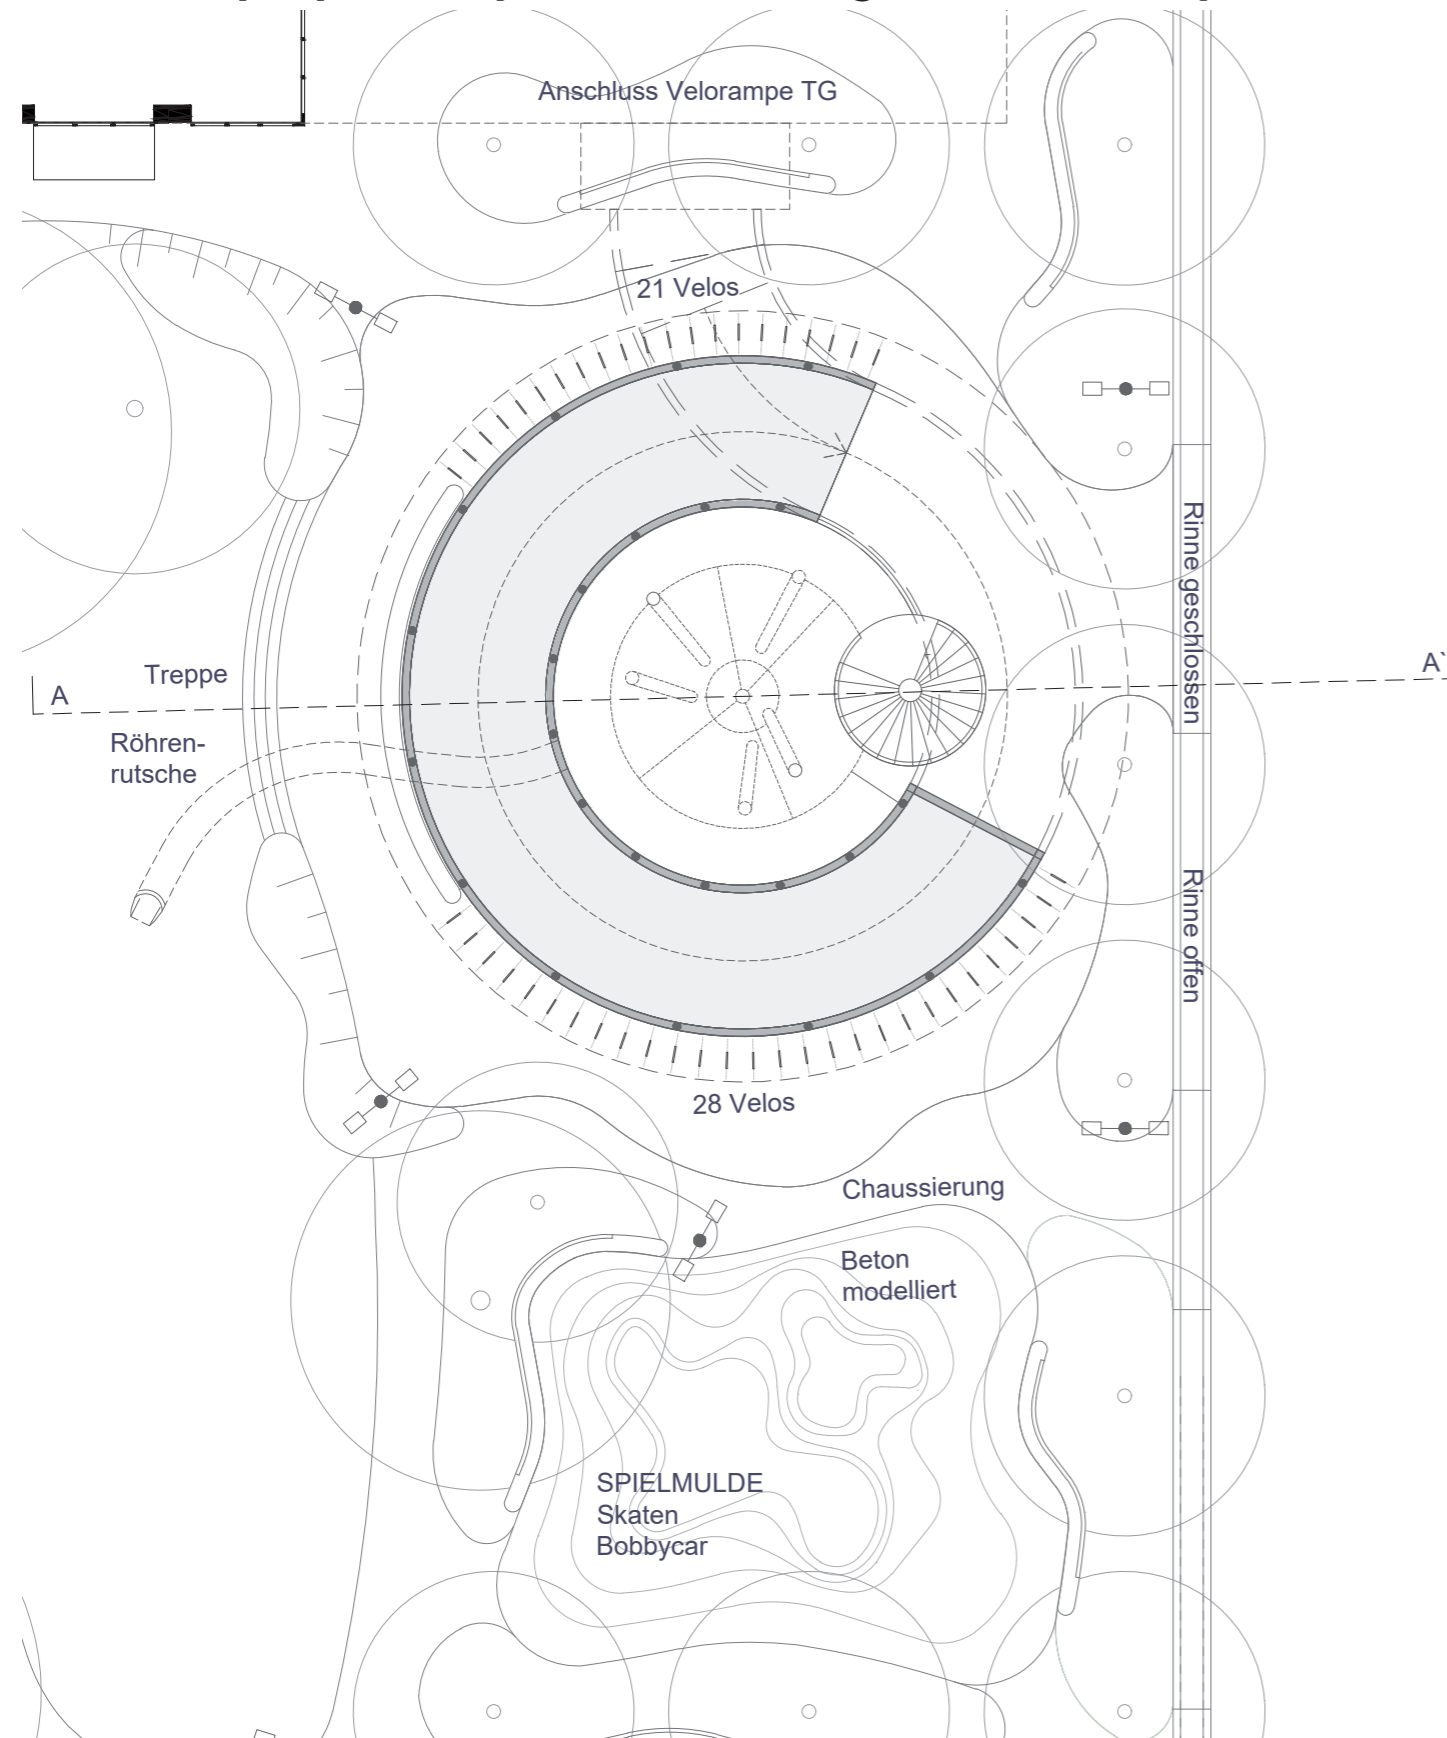 Anschluss Velorampe TG
21 Velos
Rinne geschlossen
Treppe
A
A`
Röhren-
rutsche
Rinne offen
28 Velos
Chaussierung
Beton
modelliert
SPIELMULDE
Skaten
Bobbycar